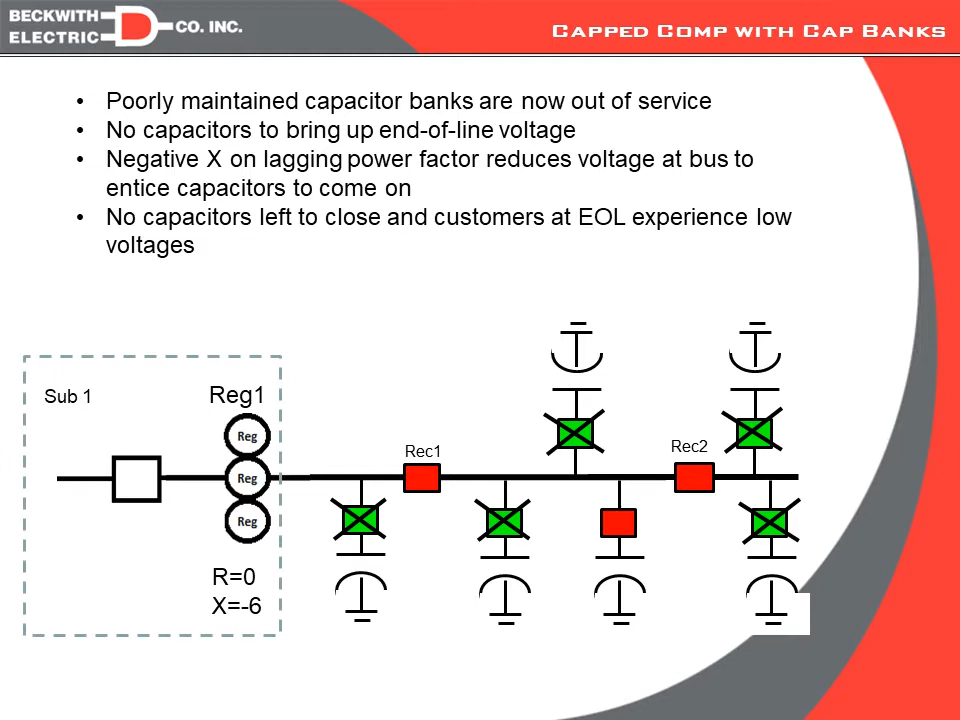 BECKWITH
ELECTRIC CO. INC.
Capped Comp with Cap Banks
• Poorly maintained capacitor banks are now out of service
• No capacitors to bring up end-of-line voltage
• Negative X on lagging power factor reduces voltage at bus to
entice capacitors to come on
• No capacitors left to close and customers at EOL experience low
voltages
Sub 1
Reg1
Reg
Reg
Reg
Rec1
Rec2
R=0
X=-6